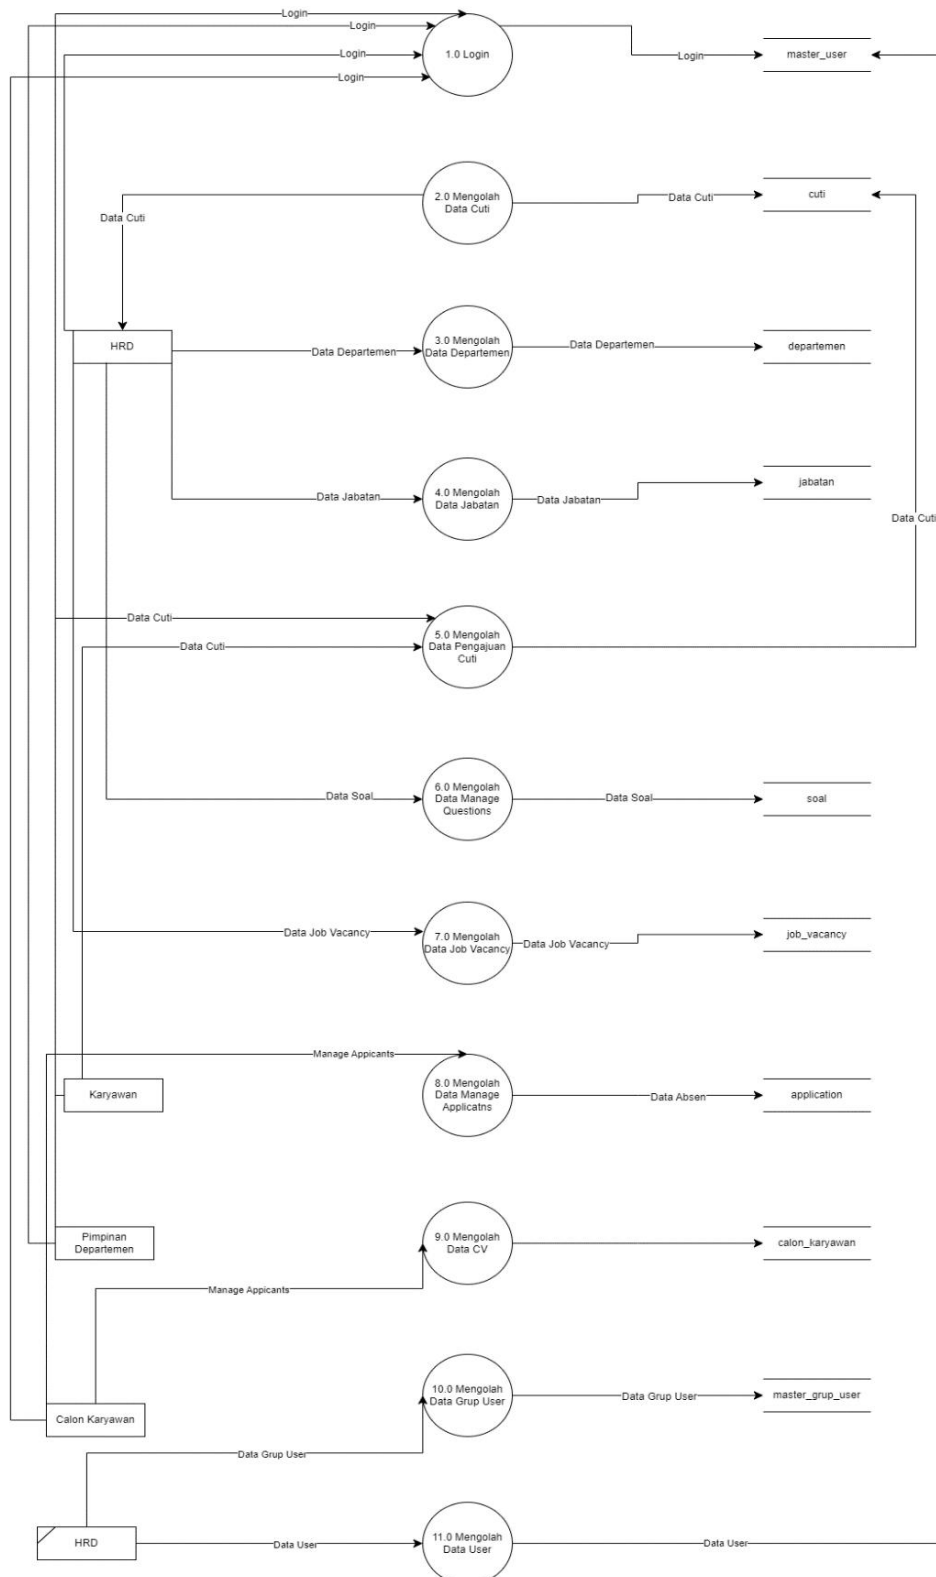 Login
Login
Login
Login
1.0 Login
Login
master_user
Data Cuti
2.0 Mengolah
Data Cuti
Data Cuti
cuti
HRD
Data Departemen
3.0 Mengolah
Data Departemen
Data Departemen
departemen
Data Jabatan
4.0 Mengolah
Data Jabatan
Data Jabatan
jabatan
Data Cuti
Data Cuti
Data Cuti
5.0 Mengolah
Data Pengajuan
Cuti
Data Soal
6.0 Mengolah
Data Manage
Questions
Data Soal
soal
Data Job Vacancy
7.0 Mengolah
Data Job Vacancy
Data Job Vacancy
job_vacancy
Manage Appicants
Karyawan
8.0 Mengolah
Data Manage
Applicatns
Data Absen
application
Pimpinan
Departemen
9.0 Mengolah
Data CV
calon_karyawan
Manage Appicants
Calon Karyawan
10.0 Mengolah
Data Grup User
Data Grup User
master_grup_user
Data Grup User
HRD
Data User
11.0 Mengolah
Data User
Data User